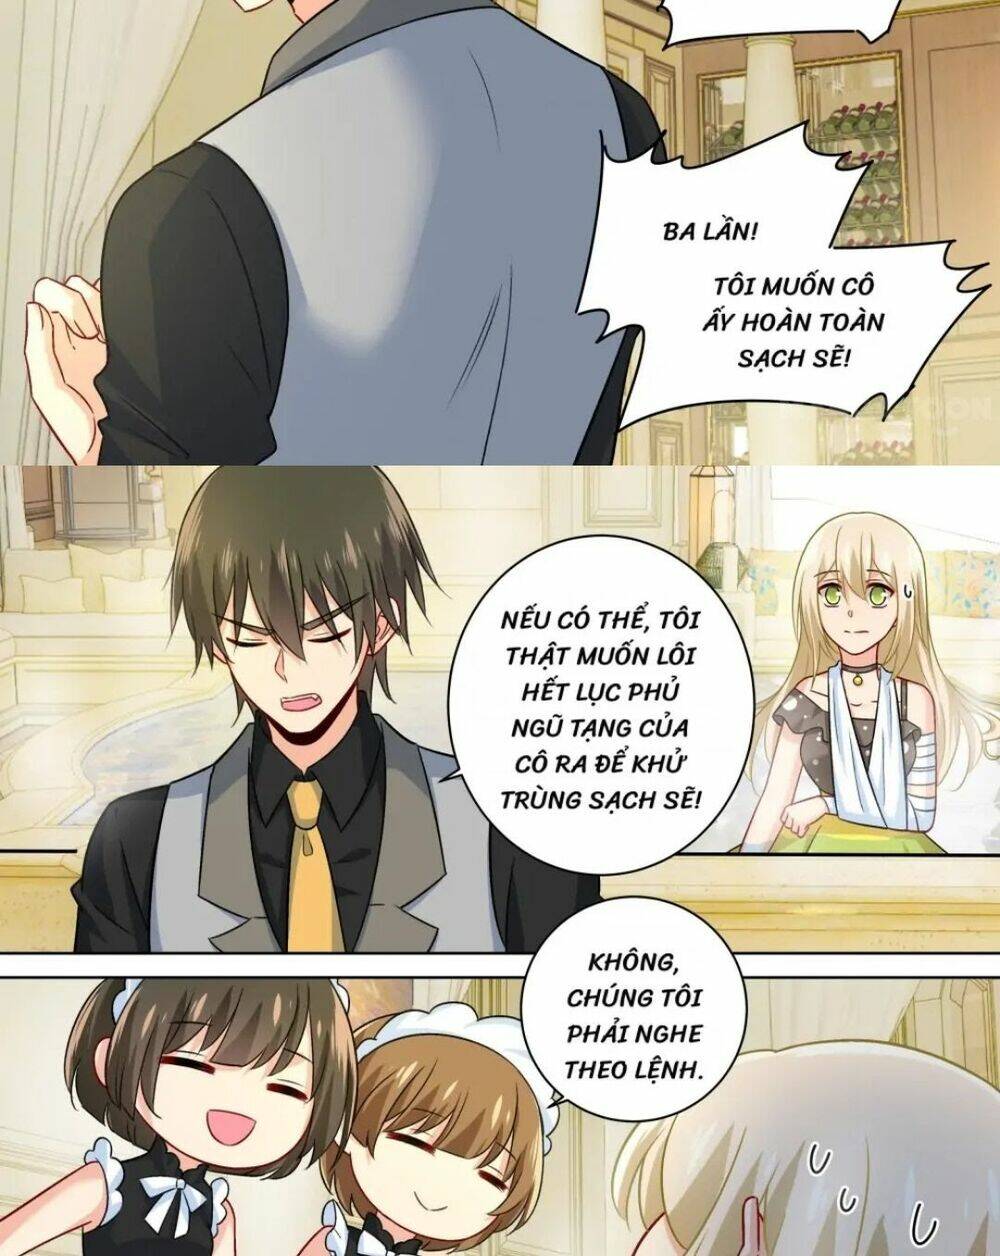 BA LẦN!
TÔI MUỐN CÔ
ẤY HOÀN TOÀN
SẠCH SẼ!
NẾU CÓ THỂ, TÔI
THẬT MUỐN LÔI
HẾT LỤC PHỦ
NGŨ TẠNG CỦA
CÔ RA ĐỂ KHỬ
TRÙNG SẠCH SẼ!
KHÔNG,
CHÚNG TÔI
PHẢI NGHE
THEO LỆNH.